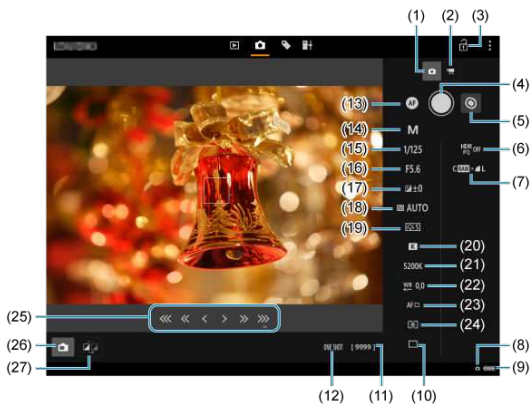 (1) (2) (3)
(4)
(13) AF
(5)
(14) M
(15) 1/125 HDR PQ OFF (6)
(16) F5.6 CRAW+ L (7)
(17) ±0
(18) AUTO
(19)
(20)
5200K (21)
WB 0,0 (22)
AF (23)
(25) (24)
(26)
(27) ONE SHOT [ 9999 ] (8)
(12) (11) (10) (9)